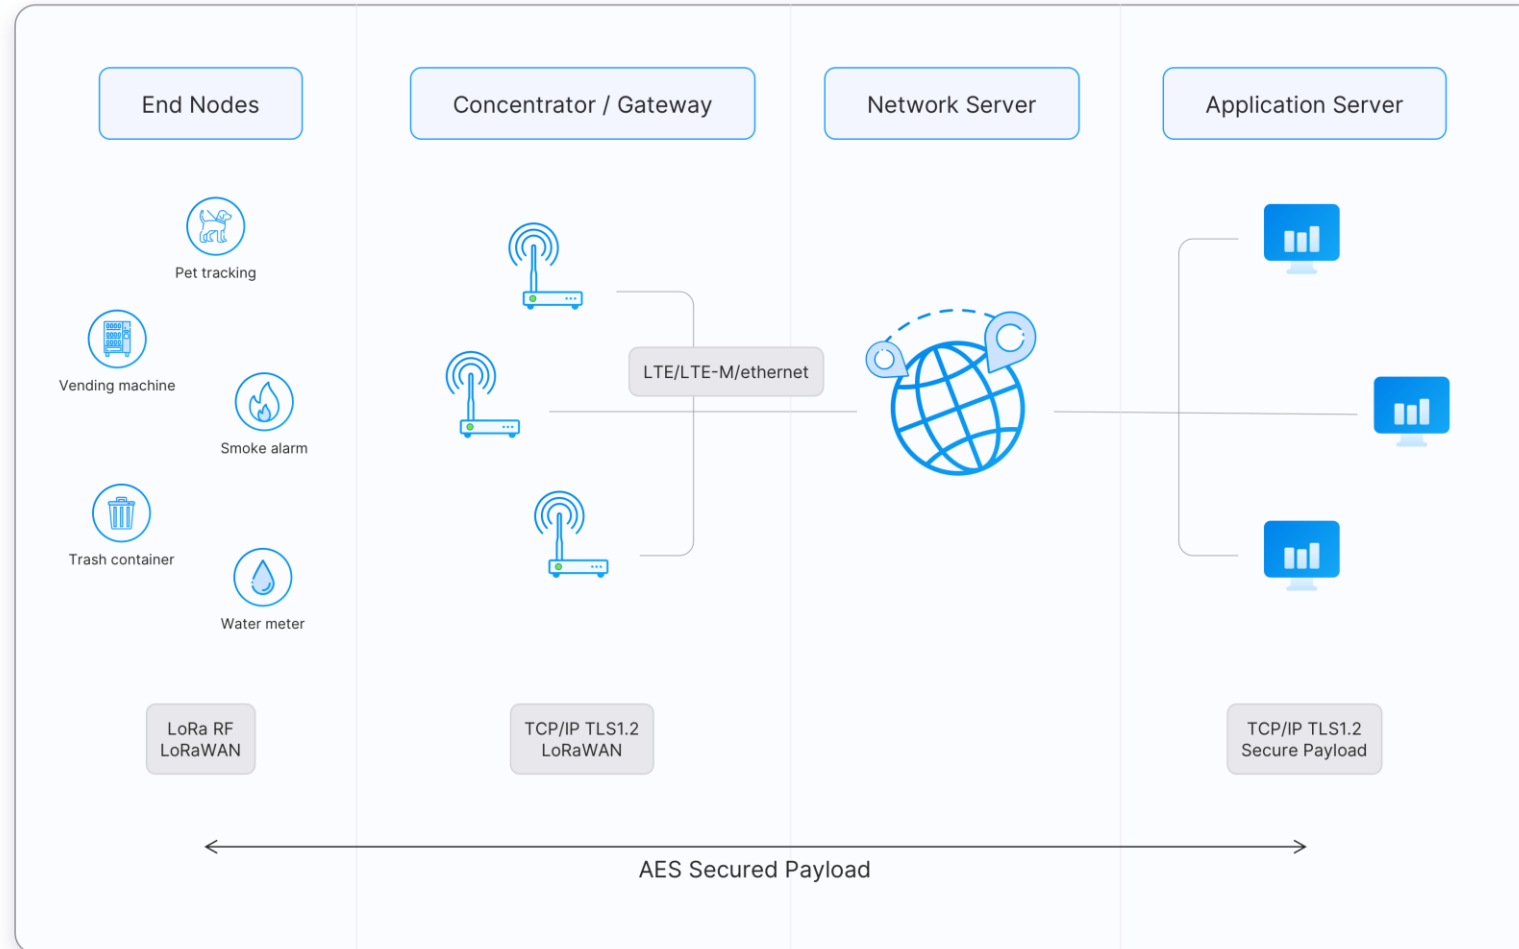 End Nodes
Concentrator / Gateway
Network Server
Application Server
Pet tracking
Vending machine
Smoke alarm
Trash container
Water meter
LTE/LTE-M/ethernet
LoRa RF
LoRaWAN
TCP/IP TLS1.2
LoRaWAN
TCP/IP TLS1.2
Secure Payload
AES Secured Payload